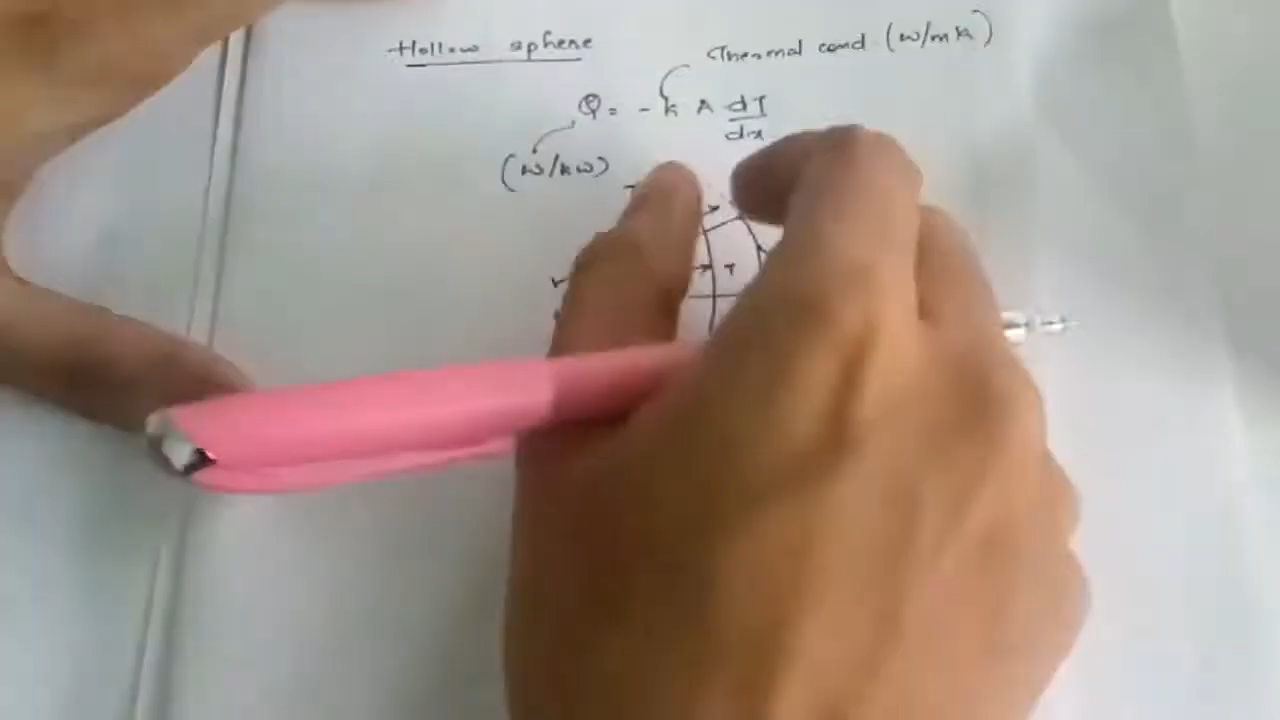 Hollow sphere
Thermal cond. (W/mK)
Q = - k A dT/dx
(W/kW)
T